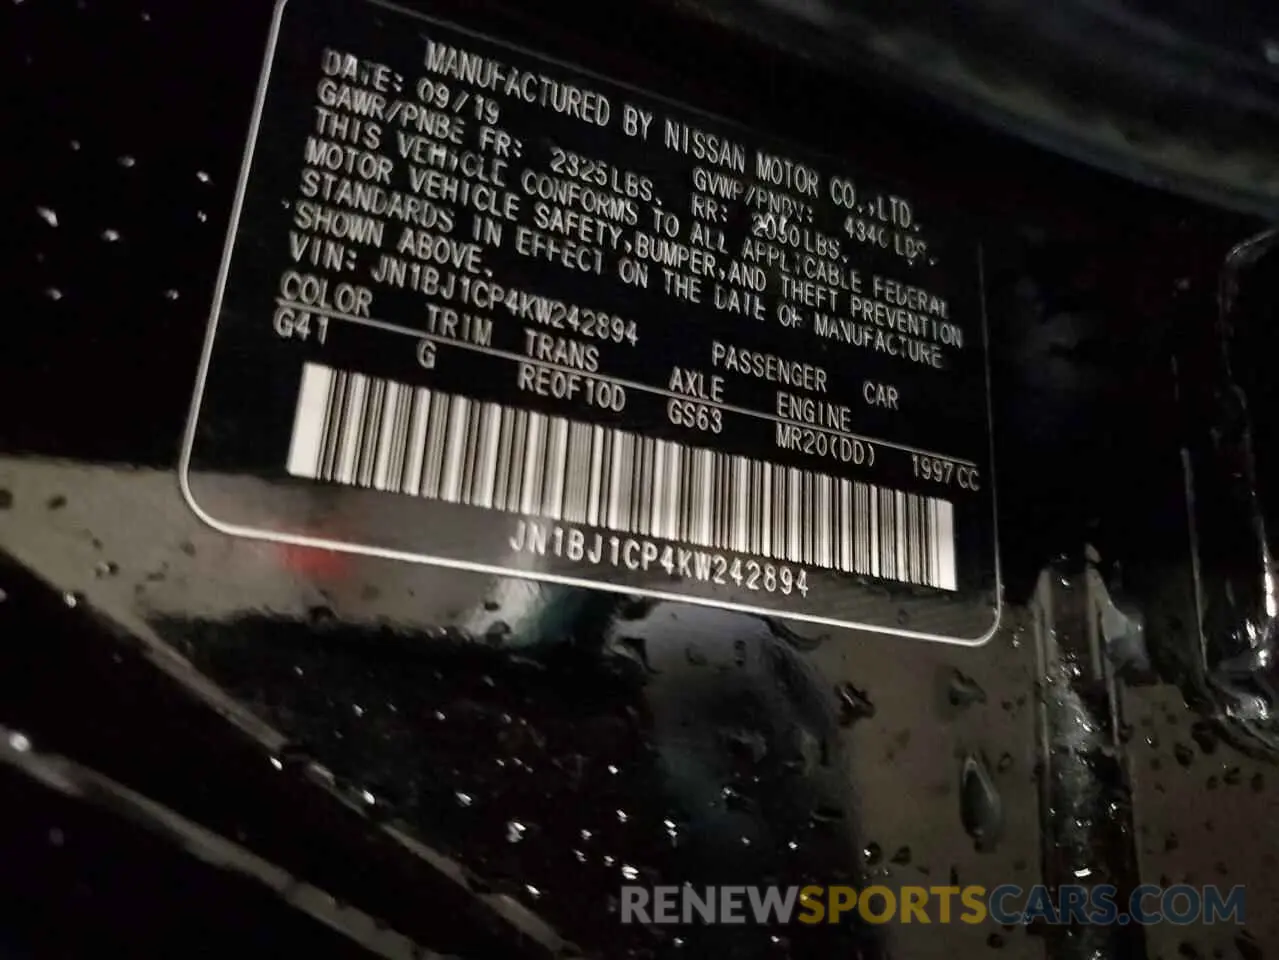 MANUFACTURED BY NISSAN MOTOR CO.,LTD.
DATE: 09/19 GVWR/PNBV: 4340 LBS.
GAWR/PNBE FR: 2325LBS. RR: 2050LBS.
THIS VEHICLE CONFORMS TO ALL APPLICABLE FEDERAL
MOTOR VEHICLE SAFETY,BUMPER,AND THEFT PREVENTION
STANDARDS IN EFFECT ON THE DATE OF MANUFACTURE
SHOWN ABOVE.
VIN: JN1BJ1CP4KW242894 PASSENGER CAR
COLOR TRIM TRANS AXLE ENGINE
G41 G RE0F10D GS63 MR20(DD) 1997CC
JN1BJ1CP4KW242894
RENEWSPORTSCARS.COM